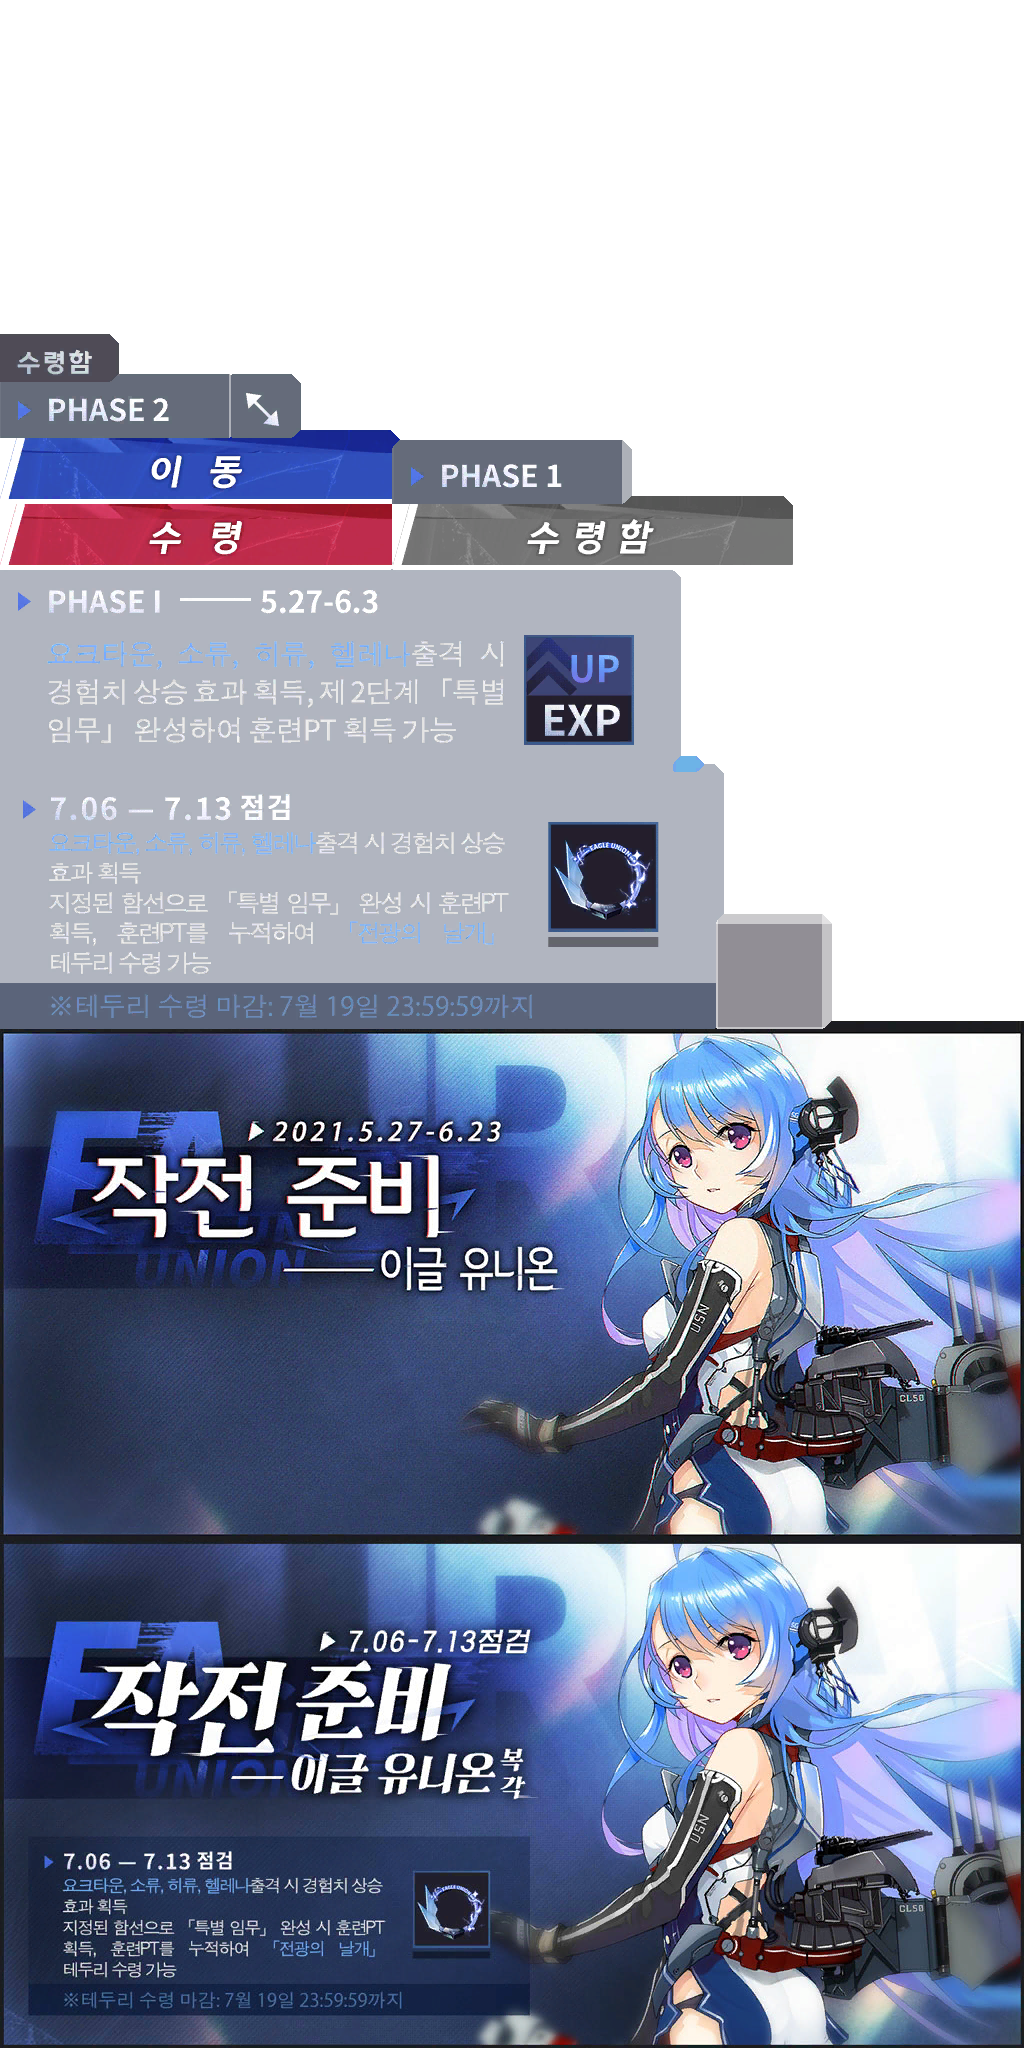 수령함
PHASE 2
이 동
PHASE 1
수 령
수 령 함
PHASE I —— 5.27-6.3
요크타운, 소류, 히류, 헬레나출격 시
경험치 상승 효과 획득, 제 2단계 「특별
임무」 완성하여 훈련PT 획득 가능
UP
EXP
7.06 — 7.13 점검
요크타운, 소류, 히류, 헬레나출격 시 경험치 상승
효과 획득
지정된 함선으로 「특별 임무」 완성 시 훈련PT
획득, 훈련PT를 누적하여 「전광의 날개」
테두리 수령 가능
EAGLE UNION
※테두리 수령 마감: 7월 19일 23:59:59까지
2021.5.27-6.23
작전 준비
UNION
——이글 유니온
USN
CL50
7.06-7.13점검
작전 준비
UNION
—이글 유니온 복각
USN
CL50
7.06 — 7.13 점검
요크타운, 소류, 히류, 헬레나출격 시 경험치 상승
효과 획득
지정된 함선으로 「특별 임무」 완성 시 훈련PT
획득, 훈련PT를 누적하여 「전광의 날개」
테두리 수령 가능
EAGLE UNION
※테두리 수령 마감: 7월 19일 23:59:59까지